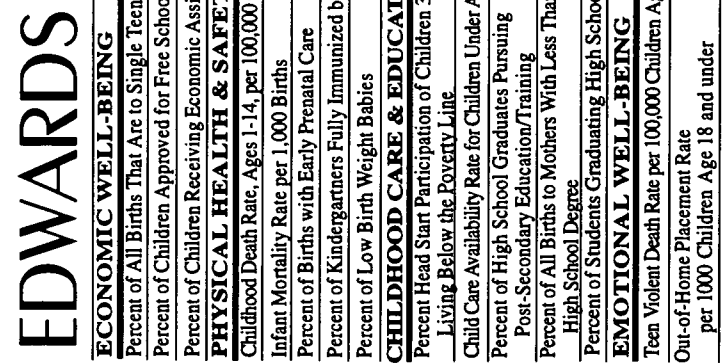 EDWARDS
ECONOMIC WELL-BEING
Percent of All Births That Are to Single Teen
Percent of Children Approved for Free
Percent of Children Receiving Economic
PHYSICAL HEALTH &
Childhood Death Rate, Ages 1-14, per 100,000
Infant Mortality Rate per 1,000 Births
Percent of Births with Early Prenatal Care
Percent of Kindergartners Fully Immunized
Percent of Low Birth Weight Babies
CHILDHOOD CARE &
Percent Head Start Participation of Children
Living Below the Poverty Line
Child Care Availability Rate for Children Under
Percent of High School Graduates Pursuing
Post-Secondary Education/Training
Percent of All Births to Mothers With Less
High School Degree
Percent of Students Graduating High
EMOTIONAL WELL-BEING
Teen Violent Death Rate per 100,000 Children
Out-of-Home Placement Rate
per 1000 Children Age 18 and under